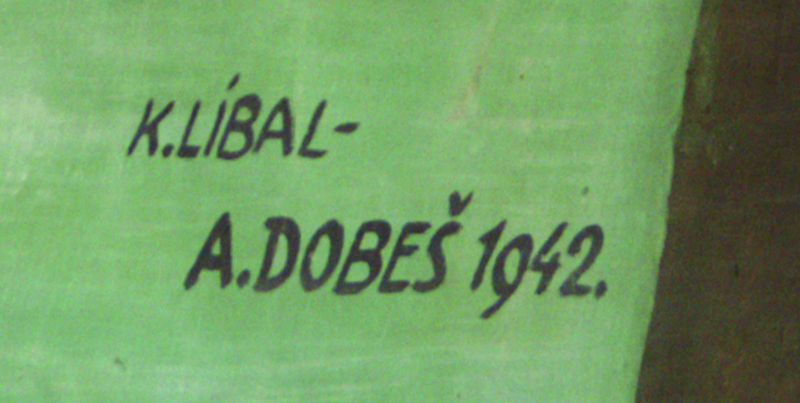 K.LÍBAL-
A.DOBEŠ 1942.